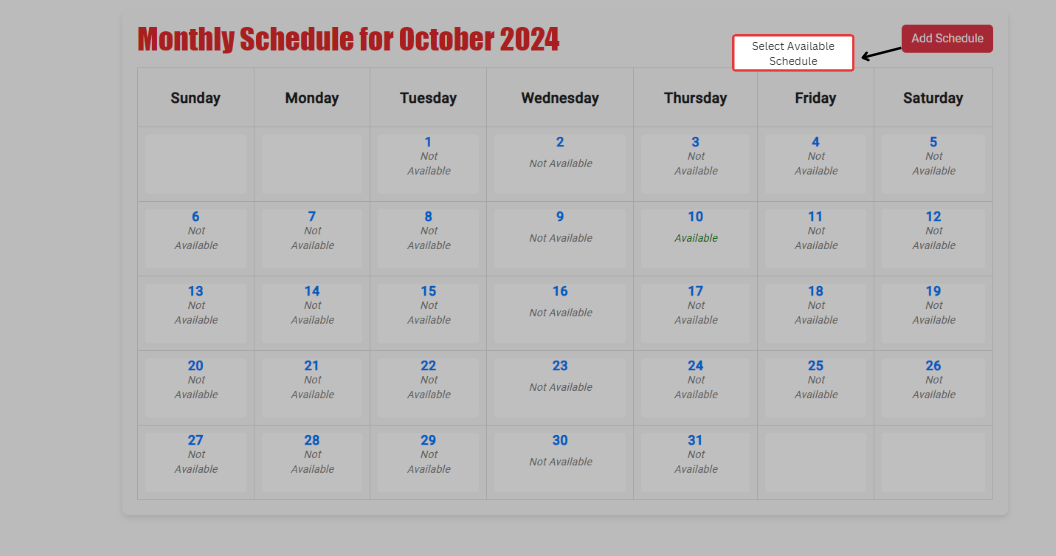 Monthly Schedule for October 2024
Select Available
Schedule
Add Schedule
Sunday Monday Tuesday Wednesday Thursday Friday Saturday
1 2 3 4 5
Not Not Available Not Not Not
Available Available Available Available
6 7 8 9 10 11 12
Not Not Not Not Available Available Not Not
Available Available Available Available Available
13 14 15 16 17 18 19
Not Not Not Not Available Not Not Not
Available Available Available Available Available Available
20 21 22 23 24 25 26
Not Not Not Not Available Not Not Not
Available Available Available Available Available Available
27 28 29 30 31
Not Not Not Not Available Not
Available Available Available Available